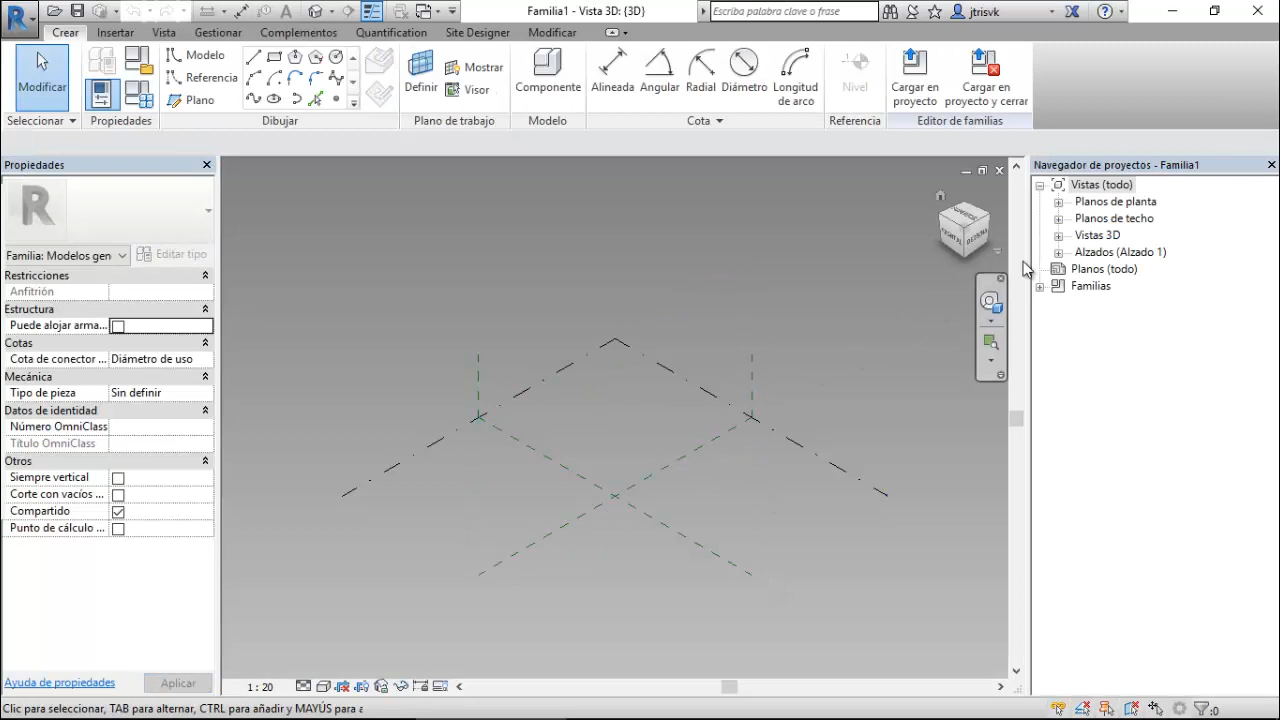 Familia1 - Vista 3D: {3D}
Escriba palabra clave o frase
jtrisvk
Crear Insertar Vista Gestionar Complementos Quantification Site Designer Modificar
Modificar
Modelo
Referencia
Plano
Definir
Mostrar
Visor
Componente
Alineada Angular Radial Diámetro Longitud de arco
Nivel
Cargar en proyecto
Cargar en proyecto y cerrar
Seleccionar Propiedades Dibujar Plano de trabajo Modelo Cota Referencia Editor de familias
Propiedades
R
Familia: Modelos gen
Editar tipo
Restricciones
Anfitrión
Estructura
Puede alojar arma...
Cotas
Cota de conector ... Diámetro de uso
Mecánica
Tipo de pieza Sin definir
Datos de identidad
Número OmniClass
Título OmniClass
Otros
Siempre vertical
Corte con vacíos ...
Compartido
Punto de cálculo ...
Ayuda de propiedades
Aplicar
FRONTAL
Navegador de proyectos - Familia1
Vistas (todo)
Planos de planta
Planos de techo
Vistas 3D
Alzados (Alzado 1)
Planos (todo)
Familias
1 : 20
Clic para seleccionar, TAB para alternar, CTRL para añadir y MAYÚS para a
:0